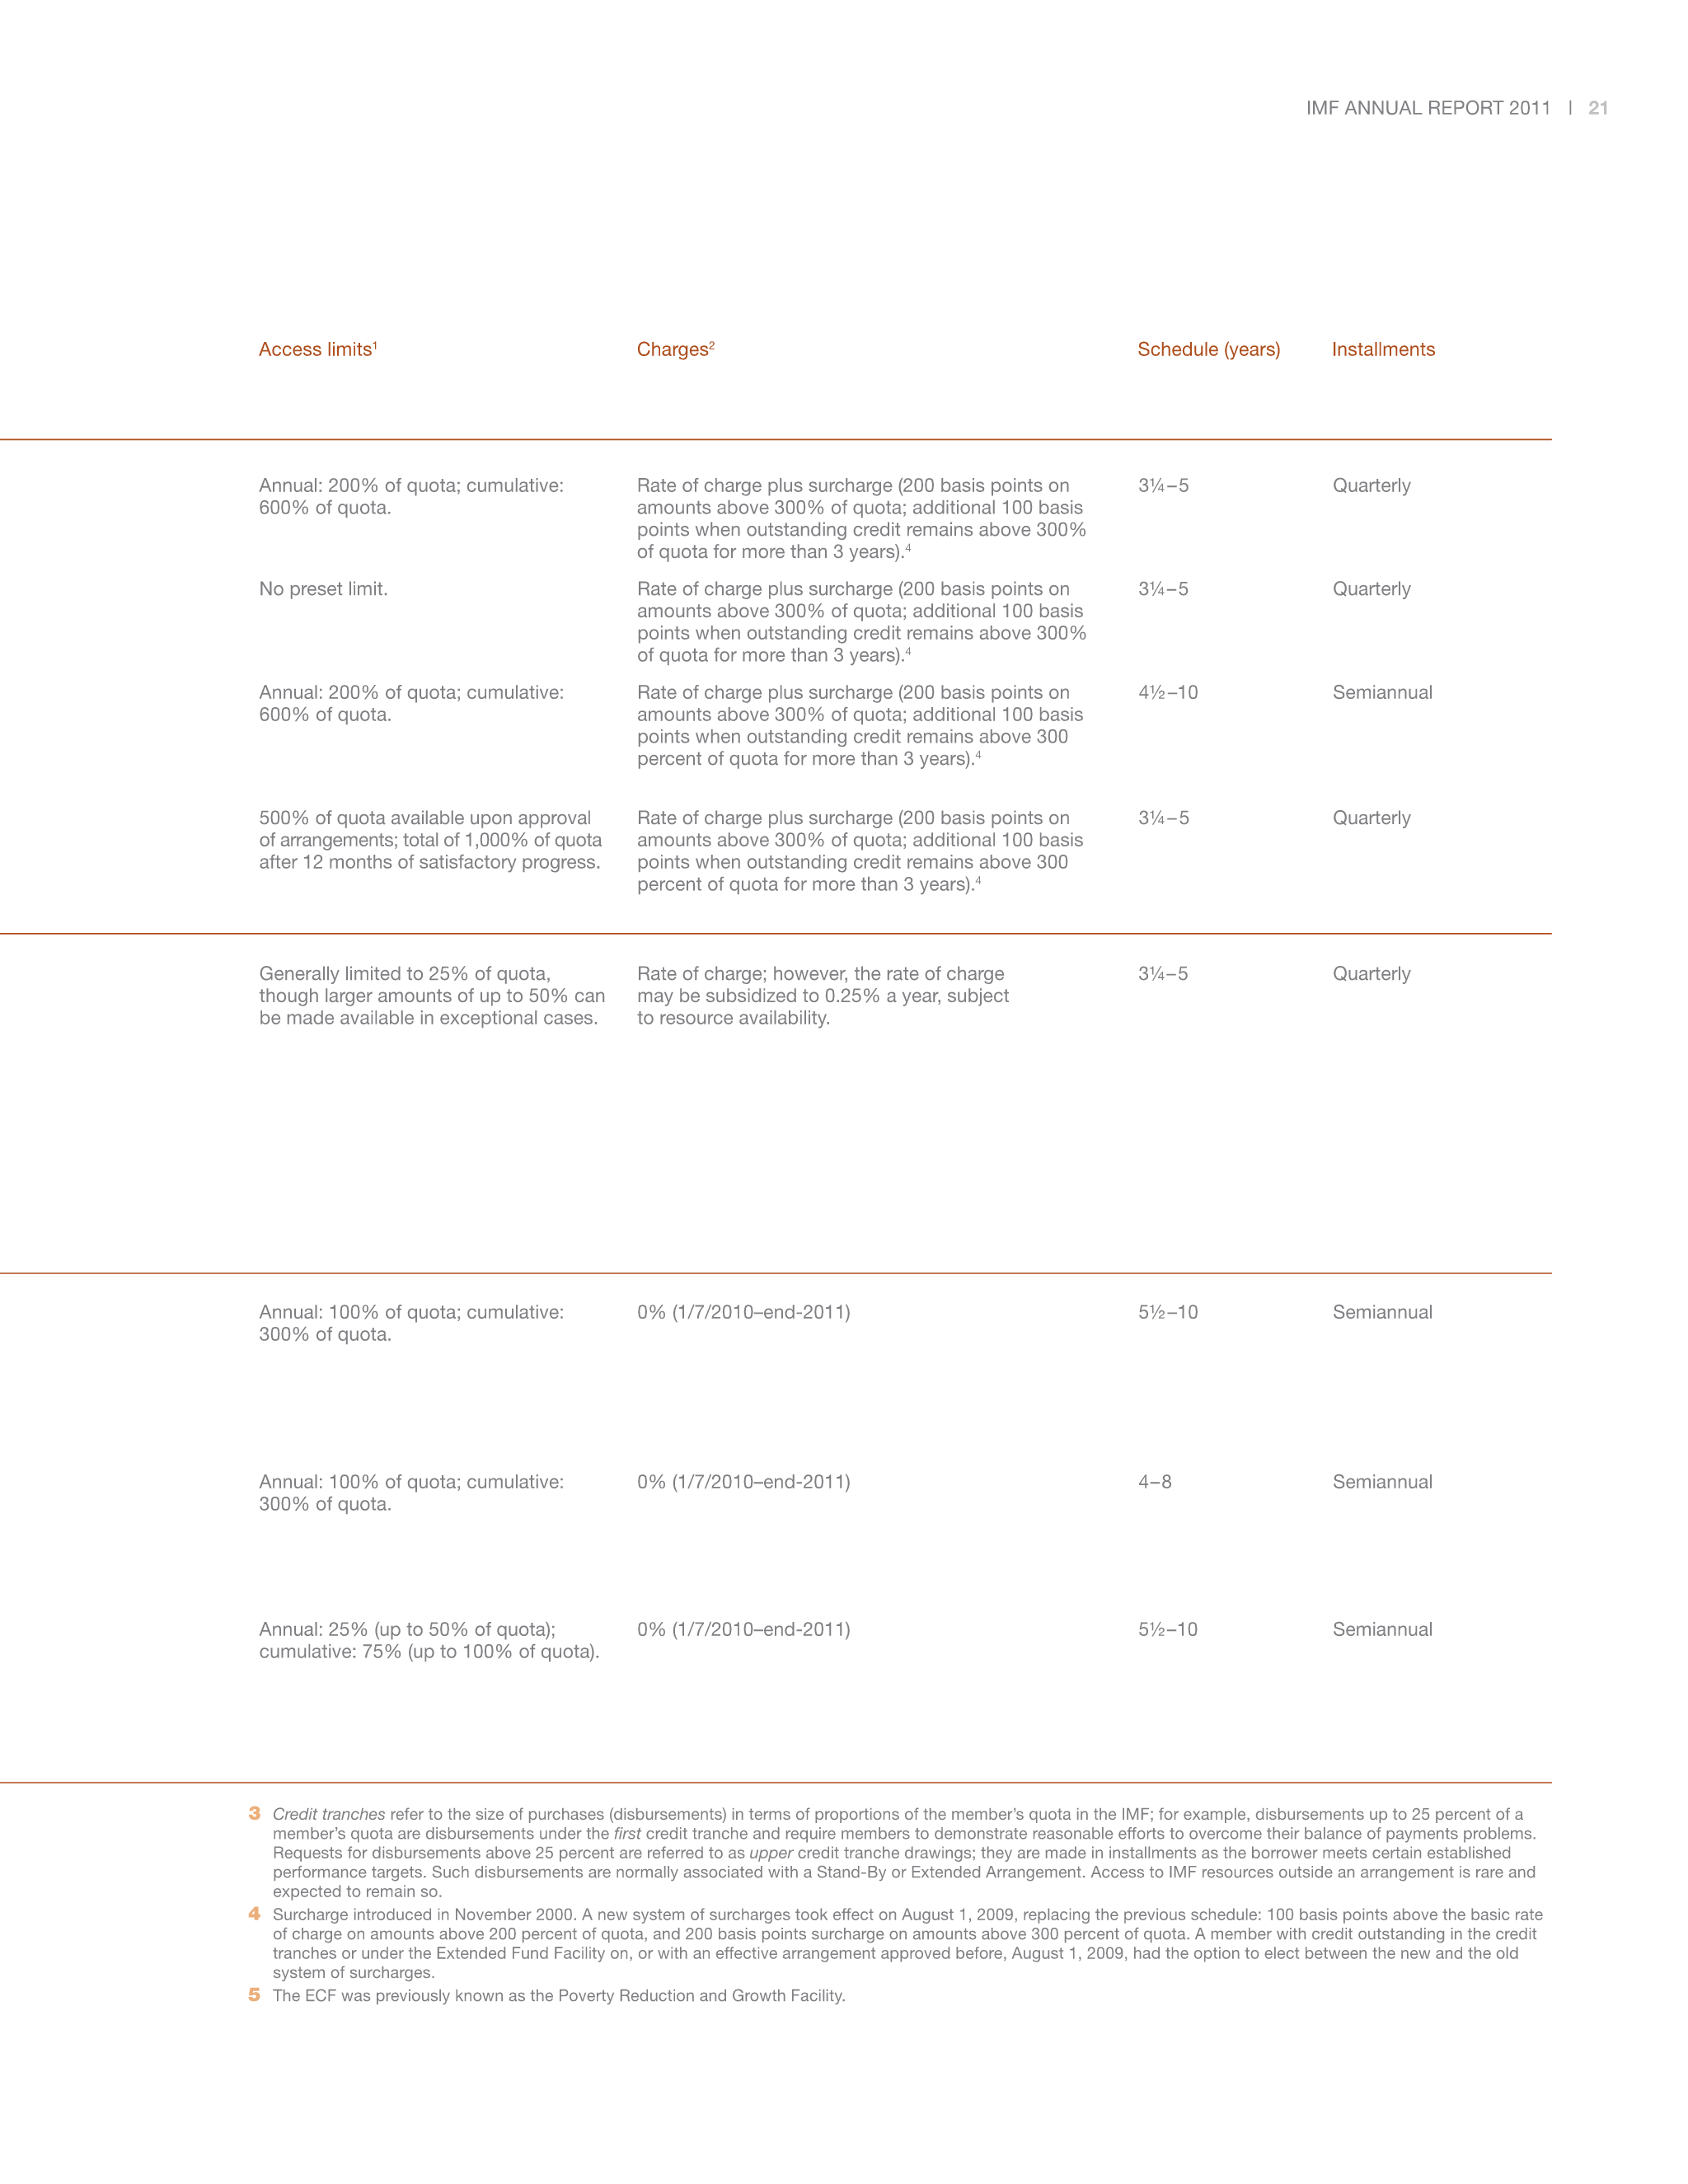 IMF ANNUAL REPORT 2011 | 21
Access limits1 Charges2 Schedule (years) Installments
Annual: 200% of quota; cumulative: Rate of charge plus surcharge (200 basis points on 3¼–5 Quarterly
600% of quota. amounts above 300% of quota; additional 100 basis
points when outstanding credit remains above 300%
of quota for more than 3 years).4
No preset limit. Rate of charge plus surcharge (200 basis points on 3¼–5 Quarterly
amounts above 300% of quota; additional 100 basis
points when outstanding credit remains above 300%
of quota for more than 3 years).4
Annual: 200% of quota; cumulative: Rate of charge plus surcharge (200 basis points on 4½–10 Semiannual
600% of quota. amounts above 300% of quota; additional 100 basis
points when outstanding credit remains above 300
percent of quota for more than 3 years).4
500% of quota available upon approval Rate of charge plus surcharge (200 basis points on 3¼–5 Quarterly
of arrangements; total of 1,000% of quota amounts above 300% of quota; additional 100 basis
after 12 months of satisfactory progress. points when outstanding credit remains above 300
percent of quota for more than 3 years).4
Generally limited to 25% of quota, Rate of charge; however, the rate of charge 3¼–5 Quarterly
though larger amounts of up to 50% can may be subsidized to 0.25% a year, subject
be made available in exceptional cases. to resource availability.
Annual: 100% of quota; cumulative: 0% (1/7/2010–end-2011) 5½–10 Semiannual
300% of quota.
Annual: 100% of quota; cumulative: 0% (1/7/2010–end-2011) 4–8 Semiannual
300% of quota.
Annual: 25% (up to 50% of quota); 0% (1/7/2010–end-2011) 5½–10 Semiannual
cumulative: 75% (up to 100% of quota).
3 Credit tranches refer to the size of purchases (disbursements) in terms of proportions of the member's quota in the IMF; for example, disbursements up to 25 percent of a
member's quota are disbursements under the first credit tranche and require members to demonstrate reasonable efforts to overcome their balance of payments problems.
Requests for disbursements above 25 percent are referred to as upper credit tranche drawings; they are made in installments as the borrower meets certain established
performance targets. Such disbursements are normally associated with a Stand-By or Extended Arrangement. Access to IMF resources outside an arrangement is rare and
expected to remain so.
4 Surcharge introduced in November 2000. A new system of surcharges took effect on August 1, 2009, replacing the previous schedule: 100 basis points above the basic rate
of charge on amounts above 200 percent of quota, and 200 basis points surcharge on amounts above 300 percent of quota. A member with credit outstanding in the credit
tranches or under the Extended Fund Facility on, or with an effective arrangement approved before, August 1, 2009, had the option to elect between the new and the old
system of surcharges.
5 The ECF was previously known as the Poverty Reduction and Growth Facility.